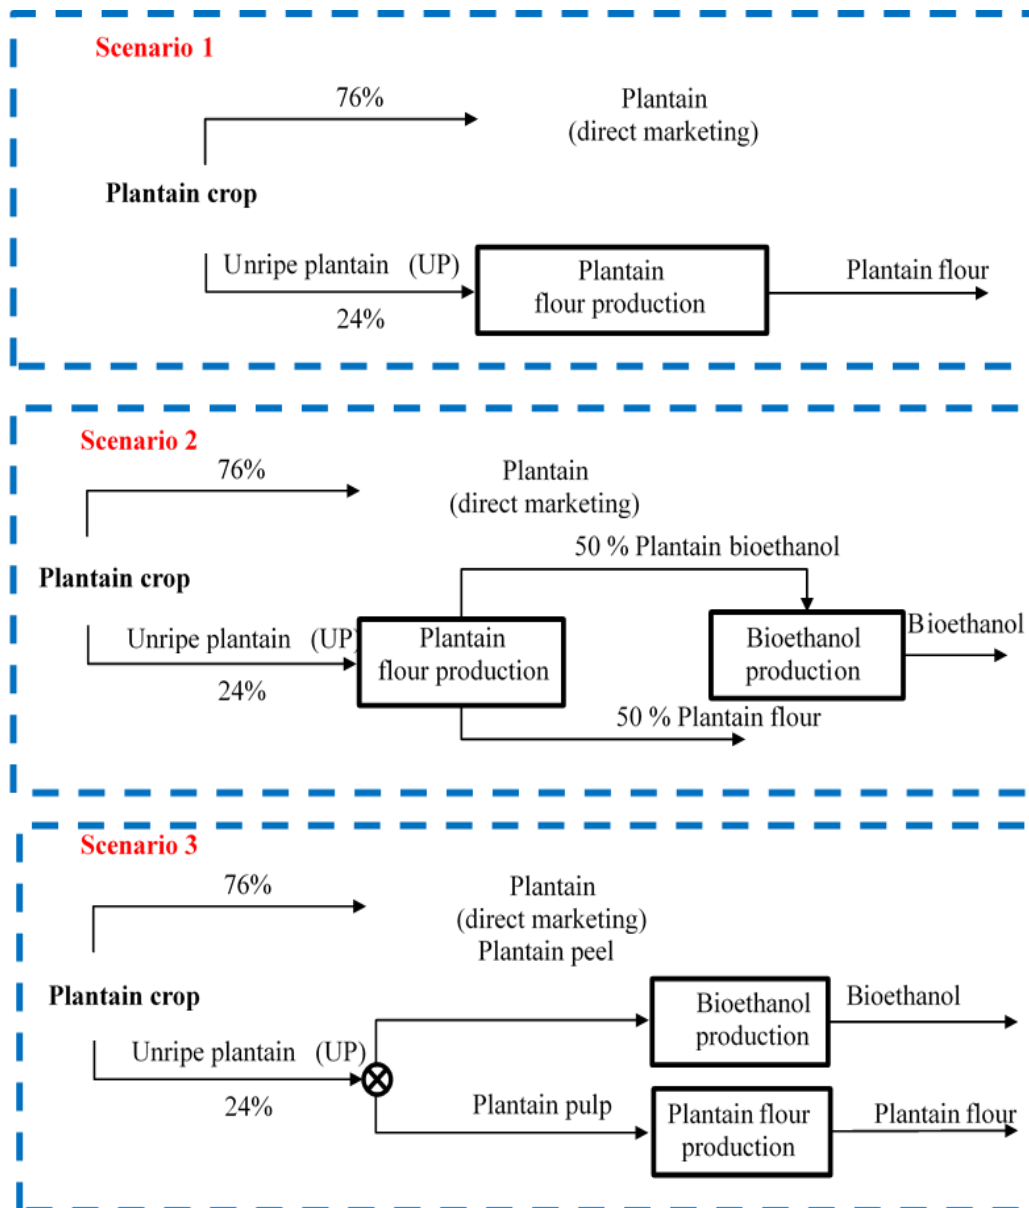 Scenario 1
76%
Plantain
(direct marketing)
Plantain crop
Unripe plantain (UP)
24%
Plantain
flour production
Plantain flour
Scenario 2
76%
Plantain
(direct marketing)
50 % Plantain bioethanol
Plantain crop
Unripe plantain (UP)
24%
Plantain
flour production
Bioethanol
production
Bioethanol
50 % Plantain flour
Scenario 3
76%
Plantain
(direct marketing)
Plantain peel
Plantain crop
Bioethanol
production
Bioethanol
Unripe plantain (UP)
24%
Plantain pulp
Plantain flour
production
Plantain flour